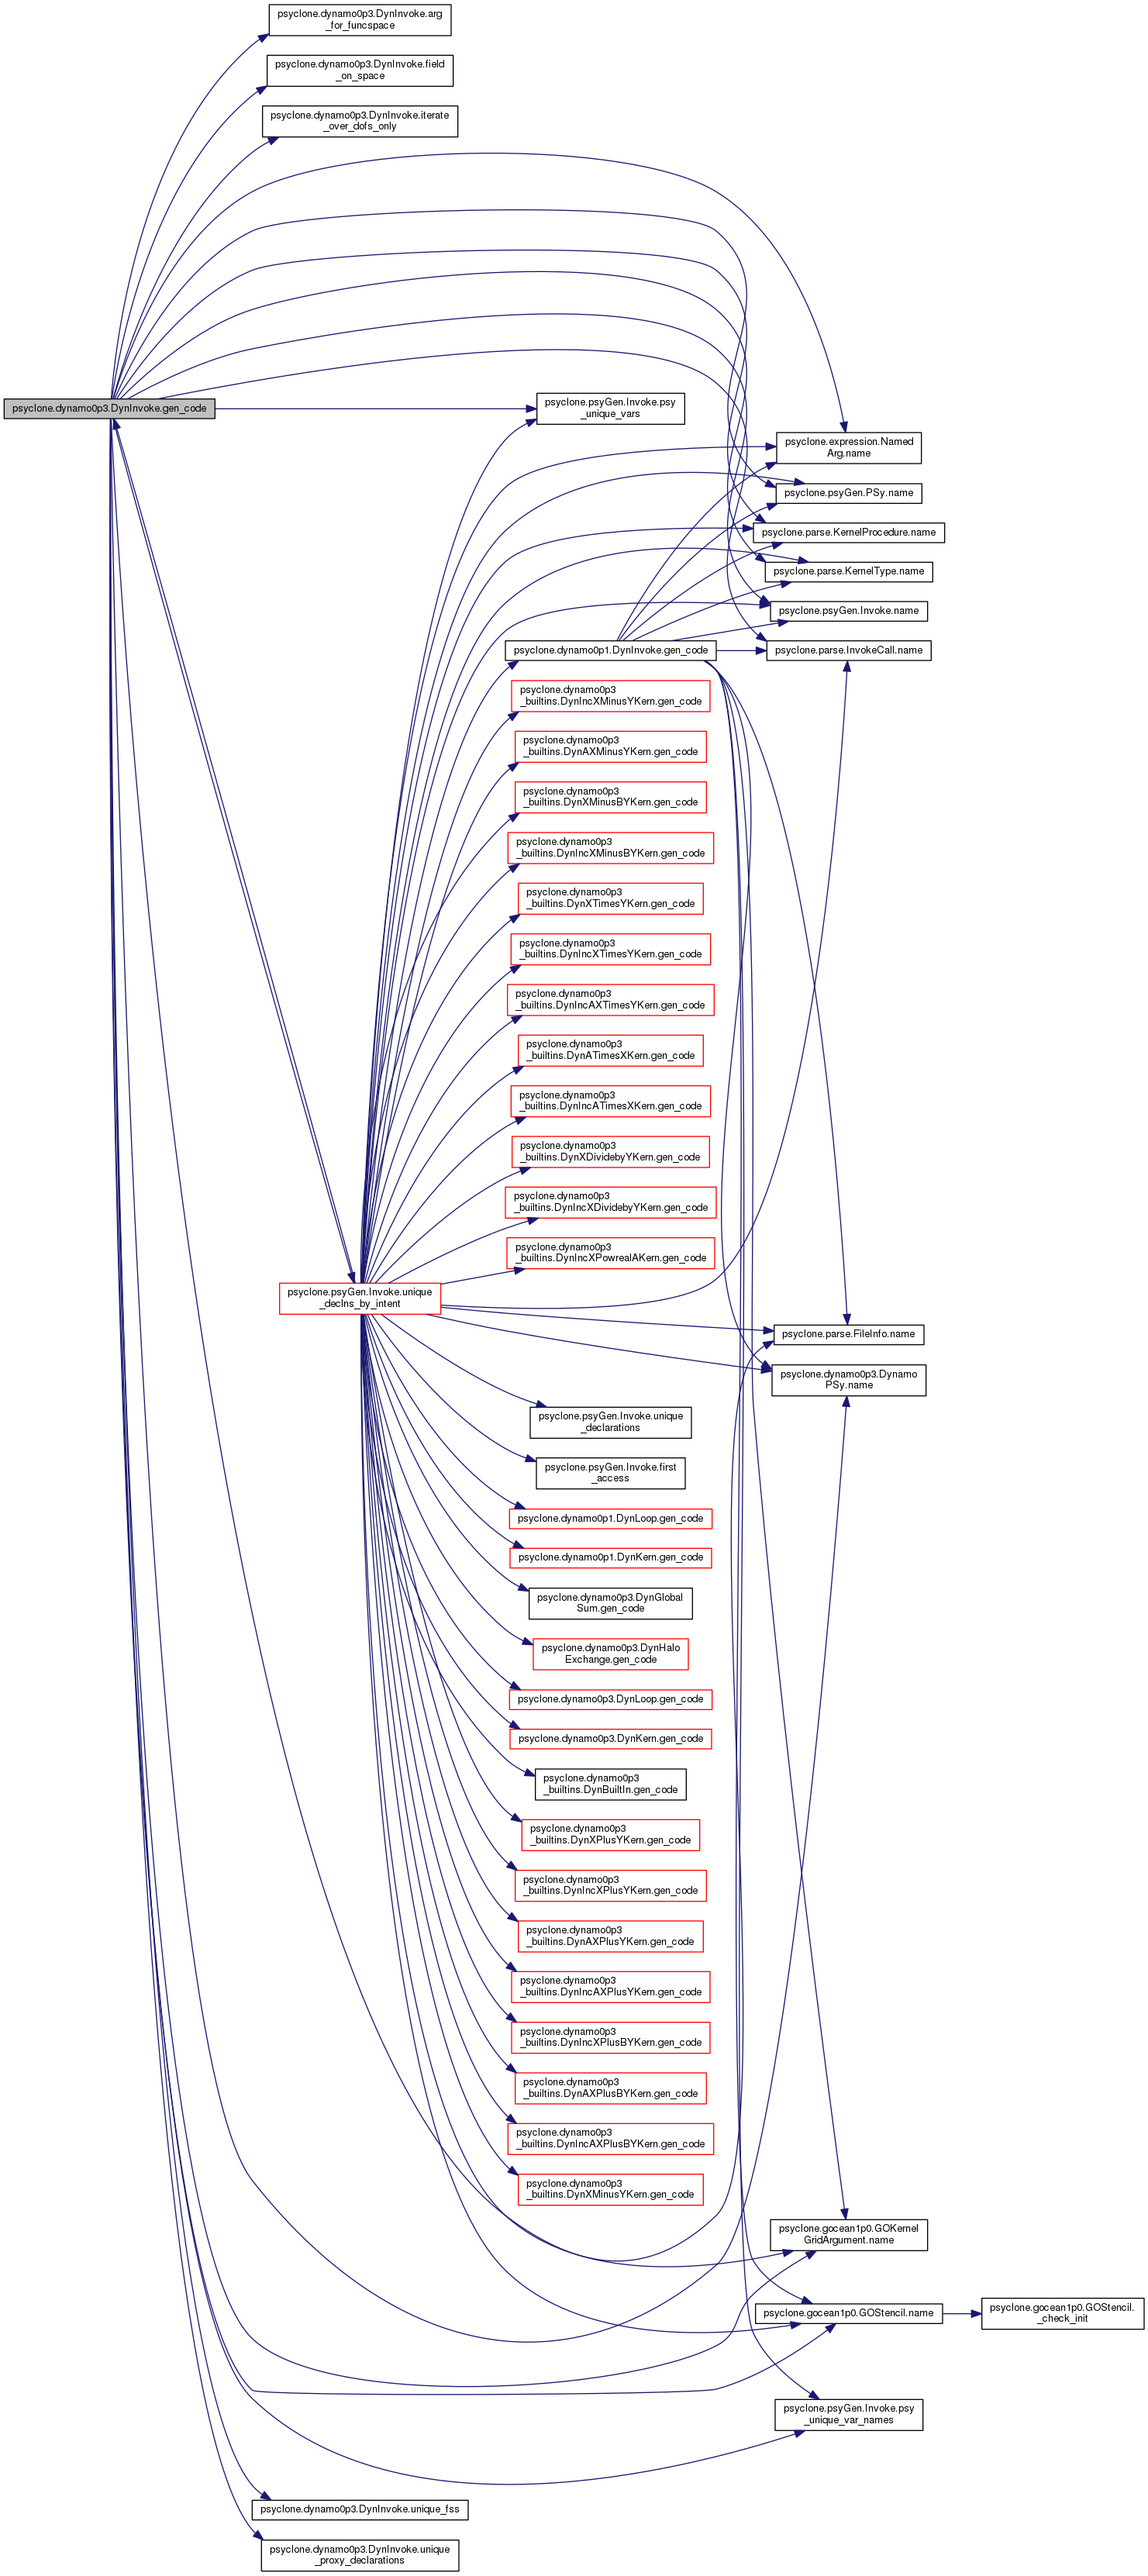 psyclone.dynamo0p3.DynInvoke.arg
_for_funcspace
psyclone.dynamo0p3.DynInvoke.field
_on_space
psyclone.dynamo0p3.DynInvoke.iterate
_over_dofs_only
psyclone.dynamo0p3.DynInvoke.gen_code
psyclone.psyGen.Invoke.psy
_unique_vars
psyclone.expression.Named
Arg.name
psyclone.psyGen.PSy.name
psyclone.parse.KernelProcedure.name
psyclone.parse.KernelType.name
psyclone.psyGen.Invoke.name
psyclone.dynamo0p1.DynInvoke.gen_code
psyclone.parse.InvokeCall.name
psyclone.dynamo0p3
_builtins.DynIncXMinusYKern.gen_code
psyclone.dynamo0p3
_builtins.DynAXMinusYKern.gen_code
psyclone.dynamo0p3
_builtins.DynXMinusBYKern.gen_code
psyclone.dynamo0p3
_builtins.DynIncXMinusBYKern.gen_code
psyclone.dynamo0p3
_builtins.DynXTimesYKern.gen_code
psyclone.dynamo0p3
_builtins.DynIncXTimesYKern.gen_code
psyclone.dynamo0p3
_builtins.DynIncAXTimesYKern.gen_code
psyclone.dynamo0p3
_builtins.DynATimesXKern.gen_code
psyclone.dynamo0p3
_builtins.DynIncATimesXKern.gen_code
psyclone.dynamo0p3
_builtins.DynXDividebyYKern.gen_code
psyclone.dynamo0p3
_builtins.DynIncXDividebyYKern.gen_code
psyclone.dynamo0p3
_builtins.DynIncXPowrealAKern.gen_code
psyclone.psyGen.Invoke.unique
_declns_by_intent
psyclone.parse.FileInfo.name
psyclone.dynamo0p3.Dynamo
PSy.name
psyclone.psyGen.Invoke.unique
_declarations
psyclone.psyGen.Invoke.first
_access
psyclone.dynamo0p1.DynLoop.gen_code
psyclone.dynamo0p1.DynKern.gen_code
psyclone.dynamo0p3.DynGlobal
Sum.gen_code
psyclone.dynamo0p3.DynHalo
Exchange.gen_code
psyclone.dynamo0p3.DynLoop.gen_code
psyclone.dynamo0p3.DynKern.gen_code
psyclone.dynamo0p3
_builtins.DynBuiltIn.gen_code
psyclone.dynamo0p3
_builtins.DynXPlusYKern.gen_code
psyclone.dynamo0p3
_builtins.DynIncXPlusYKern.gen_code
psyclone.dynamo0p3
_builtins.DynAXPlusYKern.gen_code
psyclone.dynamo0p3
_builtins.DynIncAXPlusYKern.gen_code
psyclone.dynamo0p3
_builtins.DynIncXPlusBYKern.gen_code
psyclone.dynamo0p3
_builtins.DynAXPlusBYKern.gen_code
psyclone.dynamo0p3
_builtins.DynIncAXPlusBYKern.gen_code
psyclone.dynamo0p3
_builtins.DynXMinusYKern.gen_code
psyclone.gocean1p0.GOKernel
GridArgument.name
psyclone.gocean1p0.GOStencil.name
psyclone.gocean1p0.GOStencil.
_check_init
psyclone.psyGen.Invoke.psy
_unique_var_names
psyclone.dynamo0p3.DynInvoke.unique_fss
psyclone.dynamo0p3.DynInvoke.unique
_proxy_declarations